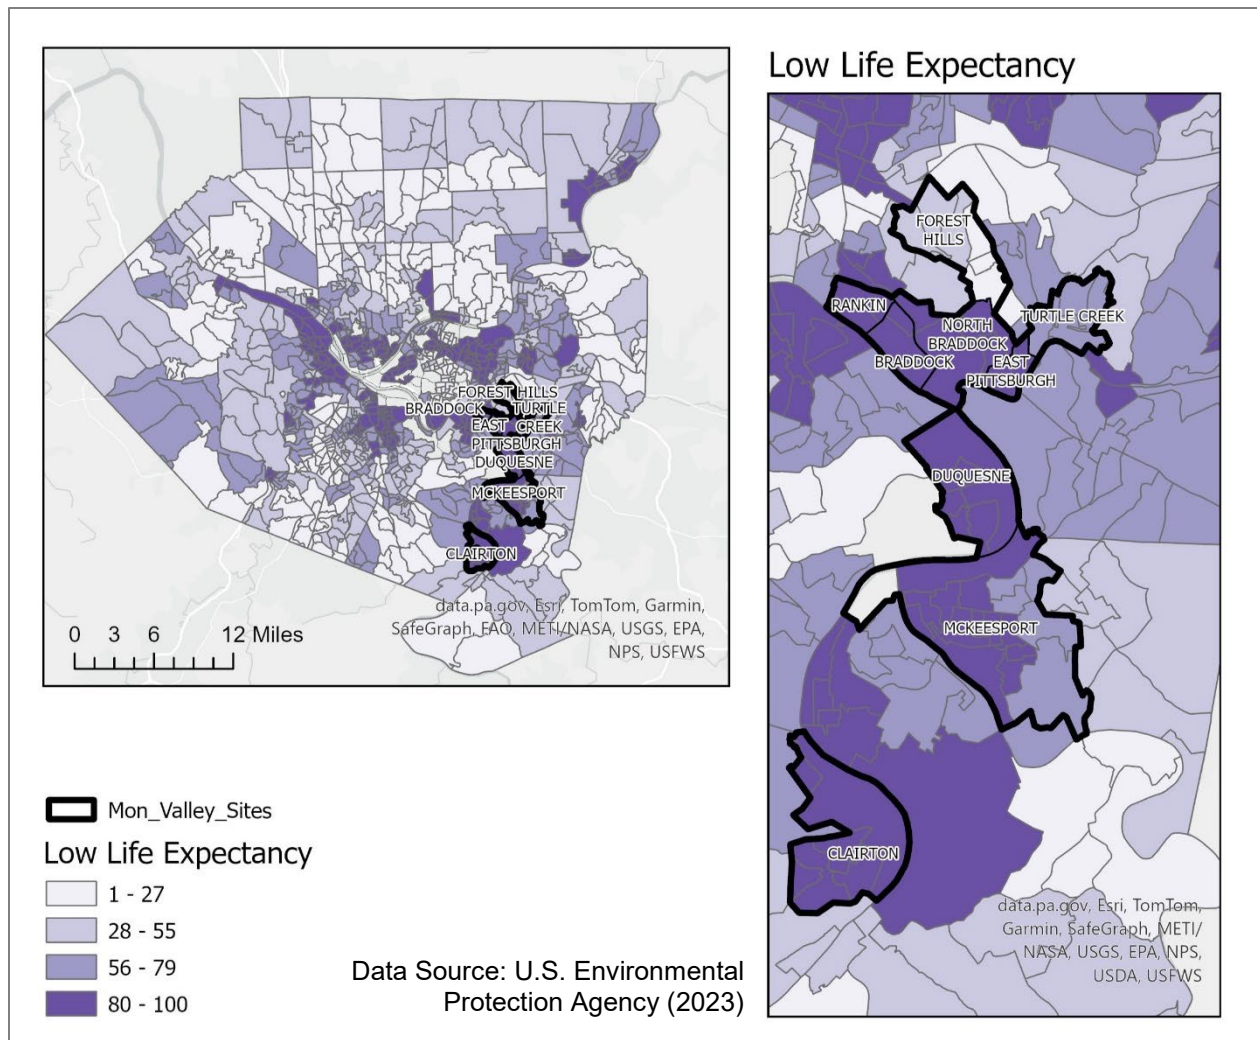 Low Life Expectancy
FOREST HILLS
BRADDOCK
TURTLE
EAST
CREEK
PITTSBURGH
DUQUESNE
MCKEESPORT
CLAIRTON
data.pa.gov, Esri, TomTom, Garmin,
SafeGraph, FAO, METI/NASA, USGS, EPA,
NPS, USFWS
0 3 6 12 Miles
Mon_Valley_Sites
Low Life Expectancy
1 - 27
28 - 55
56 - 79
80 - 100
Data Source: U.S. Environmental
Protection Agency (2023)
FOREST
HILLS
RANKIN
NORTH
BRADDOCK
TURTLE CREEK
BRADDOCK
EAST
PITTSBURGH
DUQUESNE
MCKEESPORT
CLAIRTON
data.pa.gov, Esri, TomTom,
Garmin, SafeGraph, METI/
NASA, USGS, EPA, NPS,
USDA, USFWS